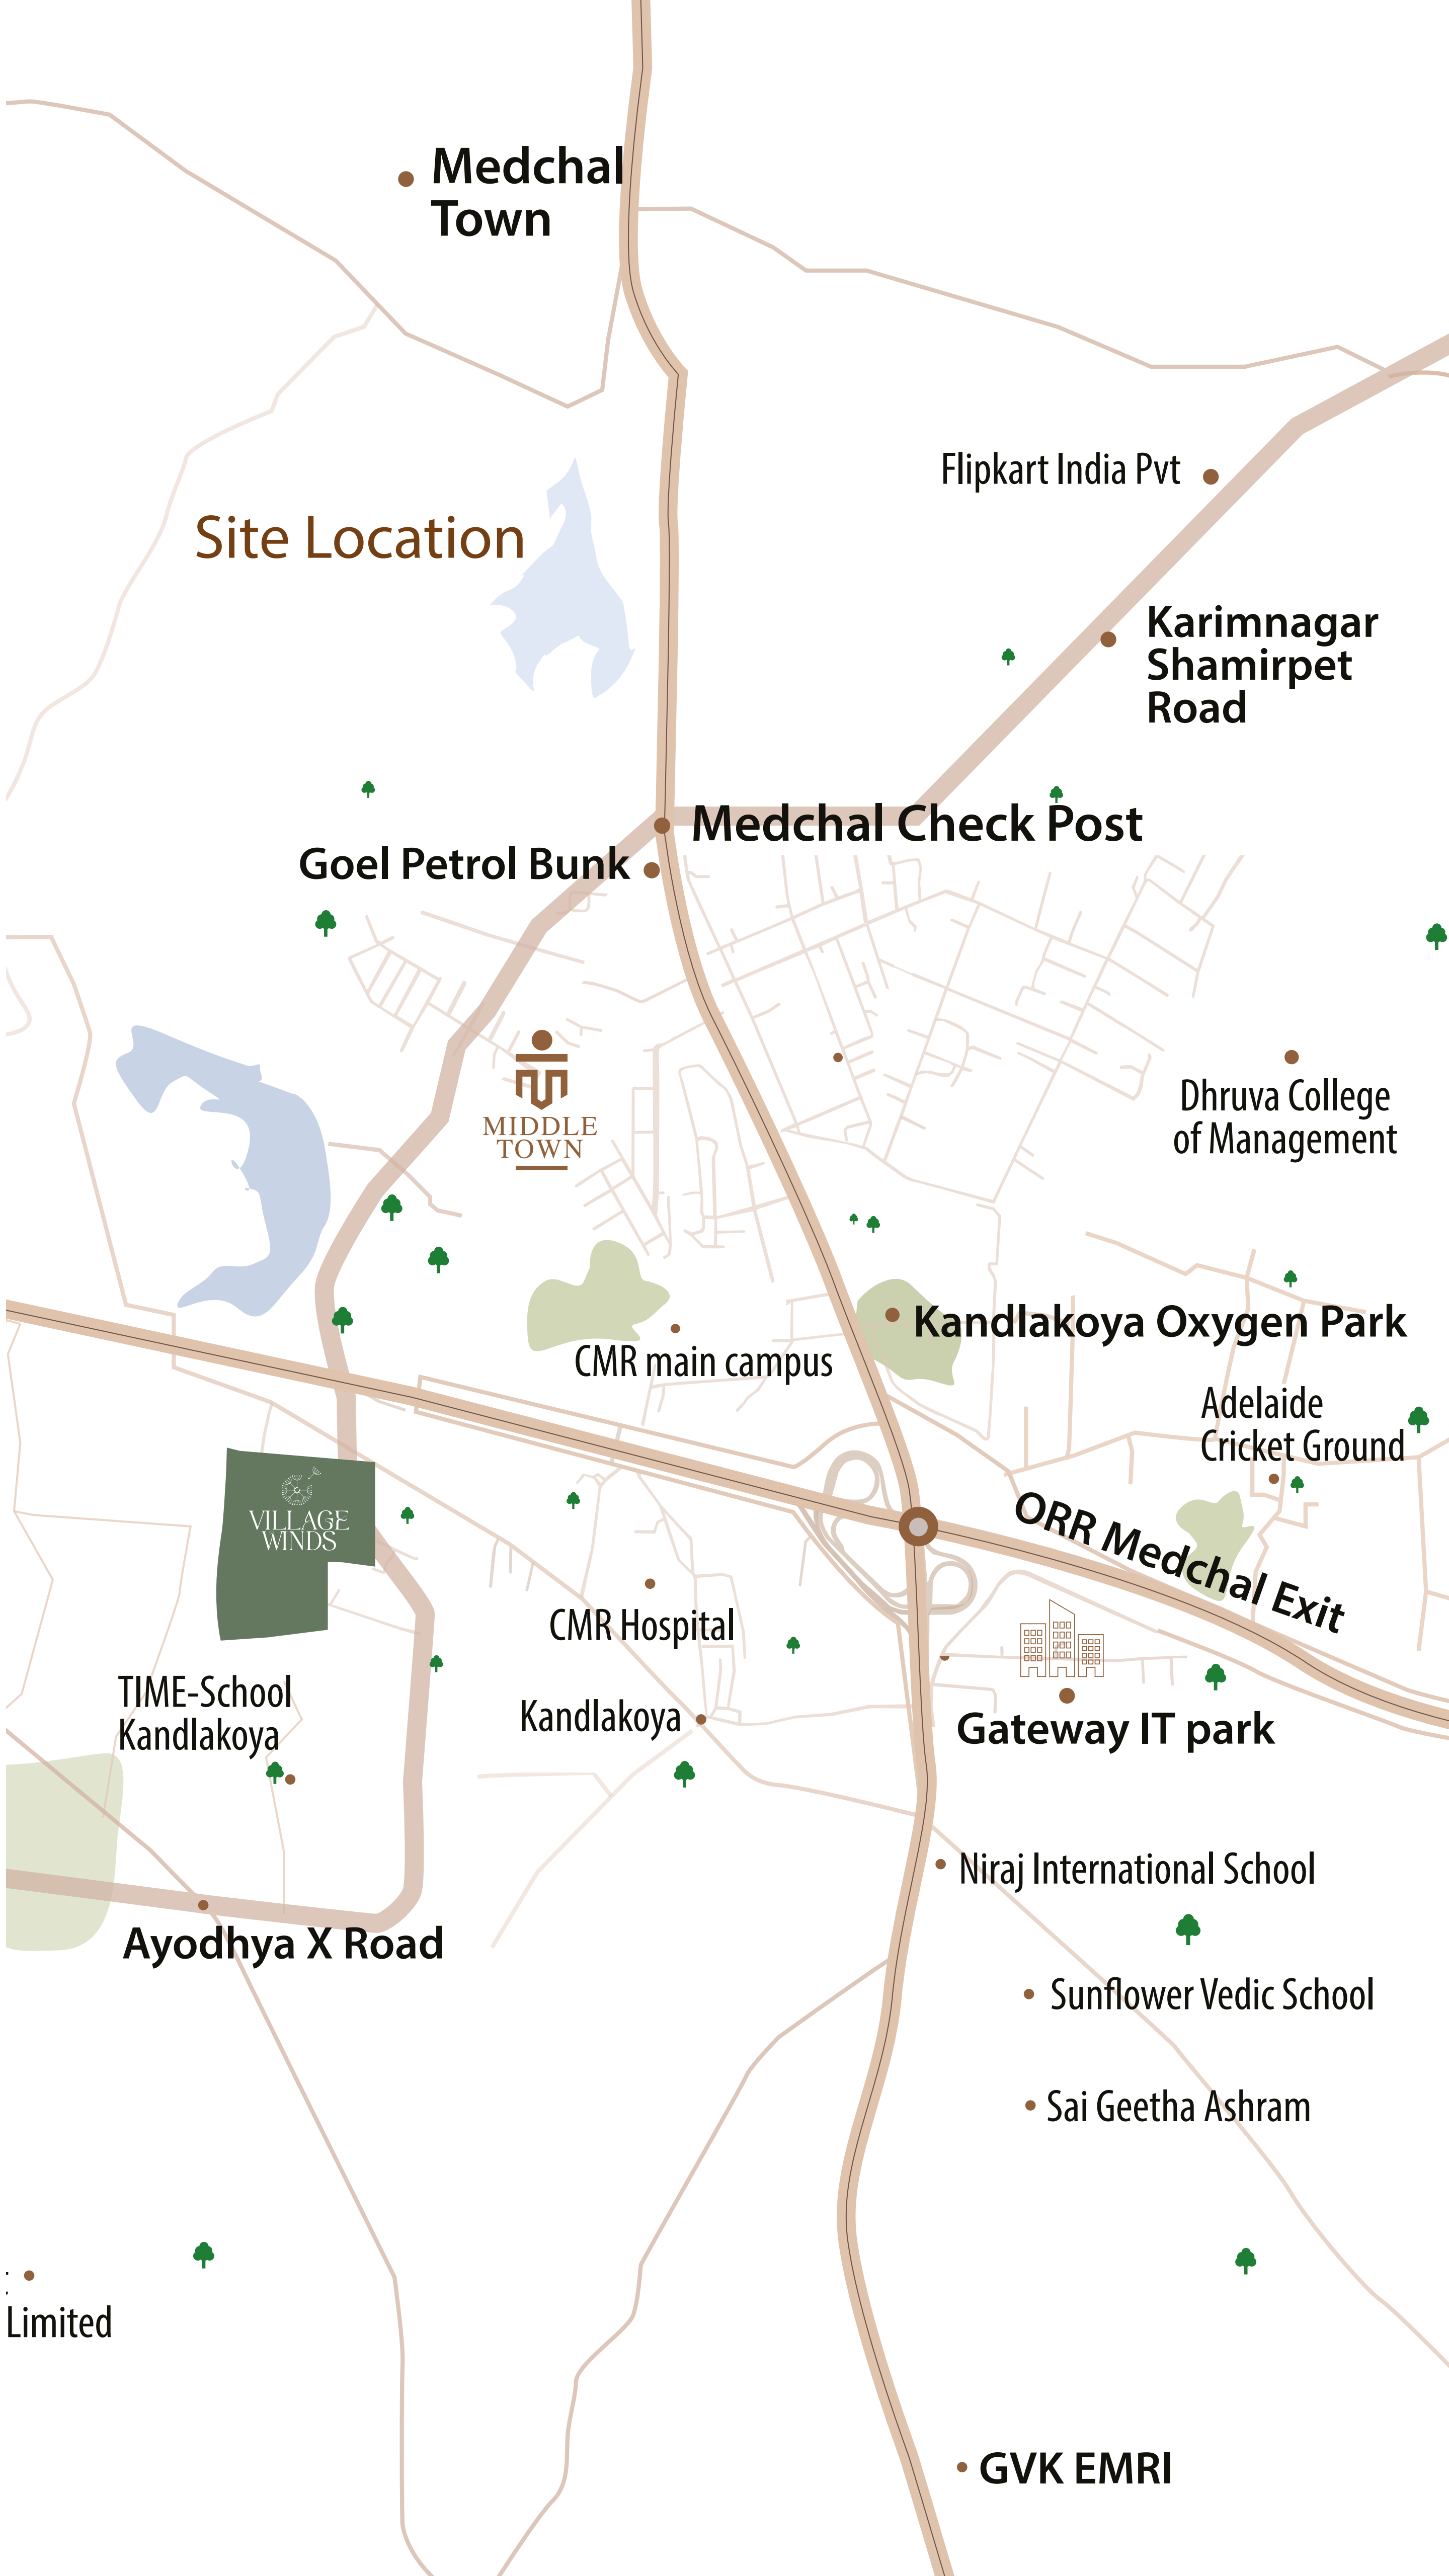 Medchal
Town
Flipkart India Pvt
Site Location
Karimnagar
Shamirpet
Road
Medchal Check Post
Goel Petrol Bunk
MIDDLE
TOWN
Dhruva College
of Management
Kandlakoya Oxygen Park
CMR main campus
Adelaide
Cricket Ground
ORR Medchal Exit
VILLAGE
WINDS
CMR Hospital
TIME-School
Kandlakoya
Kandlakoya
Gateway IT park
Niraj International School
Ayodhya X Road
Sunflower Vedic School
Sai Geetha Ashram
Limited
GVK EMRI